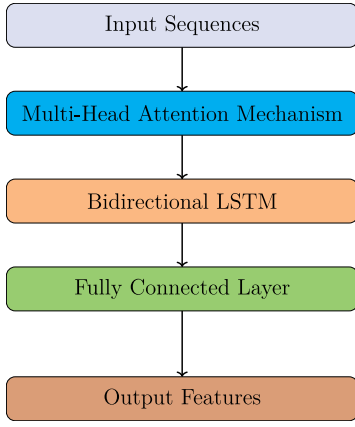 Input Sequences
Multi-Head Attention Mechanism
Bidirectional LSTM
Fully Connected Layer
Output Features